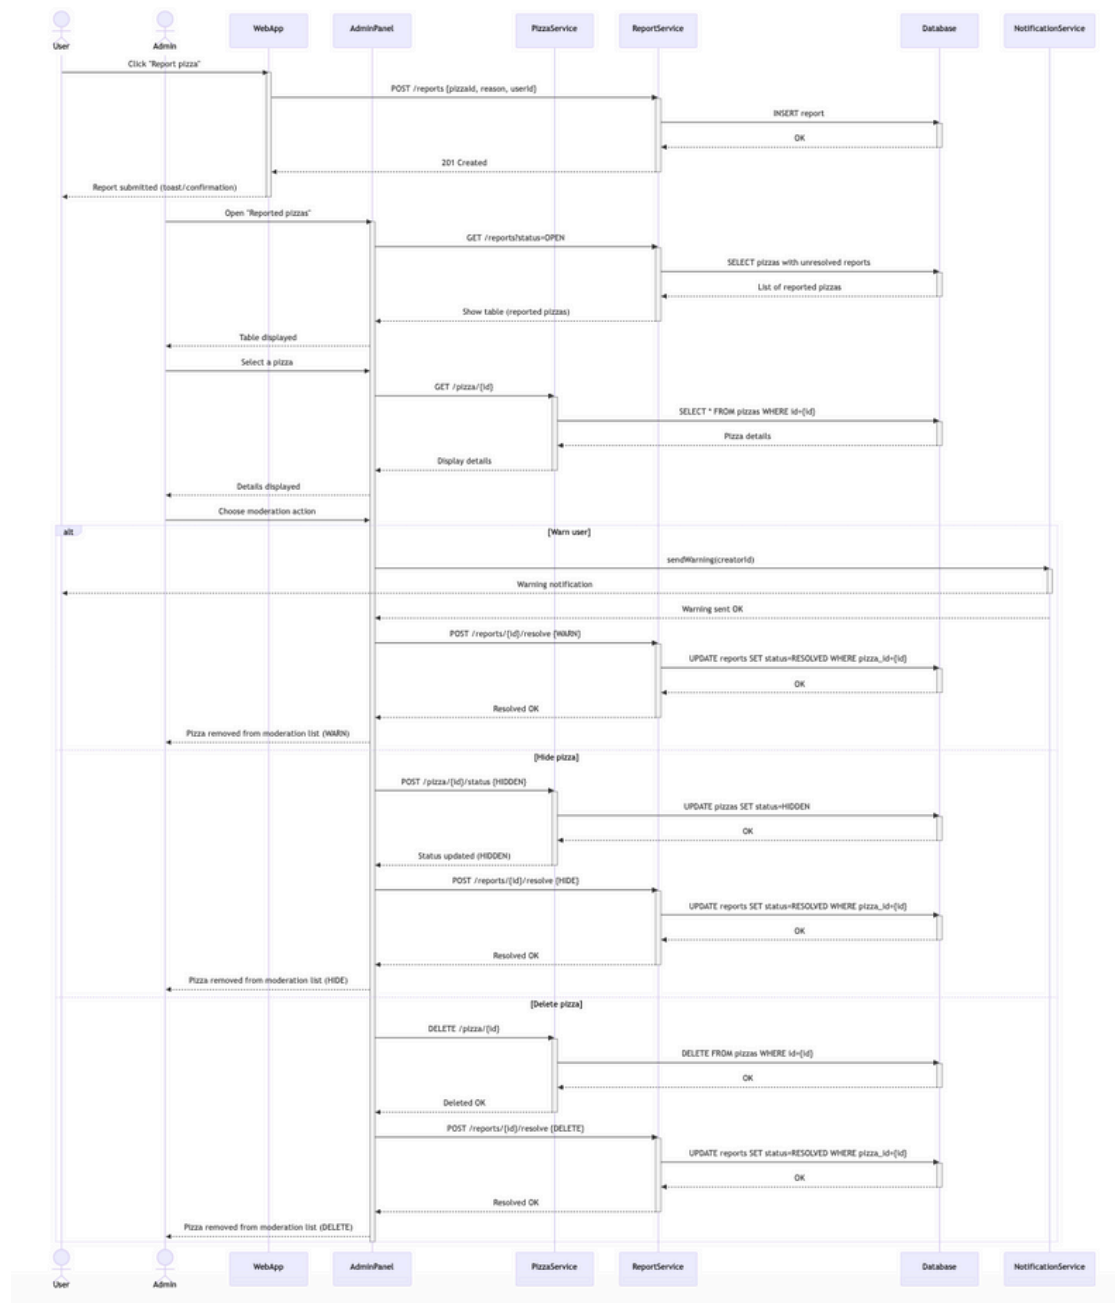 User
Admin
WebApp
AdminPanel
PizzaService
ReportService
Database
NotificationService
Click "Report pizza"
POST /reports {pizzaId, reason, userId}
INSERT report
OK
201 Created
Report submitted (toast/confirmation)
Open "Reported pizzas"
GET /reports?status=OPEN
SELECT pizzas with unresolved reports
List of reported pizzas
Show table (reported pizzas)
Table displayed
Select a pizza
GET /pizza/{id}
SELECT * FROM pizzas WHERE id={id}
Pizza details
Display details
Details displayed
Choose moderation action
alt
[Warn user]
sendWarning(creatorId)
Warning notification
Warning sent OK
POST /reports/{id}/resolve {WARN}
UPDATE reports SET status=RESOLVED WHERE pizza_id={id}
OK
Resolved OK
Pizza removed from moderation list (WARN)
[Hide pizza]
POST /pizza/{id}/status {HIDDEN}
UPDATE pizzas SET status=HIDDEN
OK
Status updated (HIDDEN)
POST /reports/{id}/resolve {HIDE}
UPDATE reports SET status=RESOLVED WHERE pizza_id={id}
OK
Resolved OK
Pizza removed from moderation list (HIDE)
[Delete pizza]
DELETE /pizza/{id}
DELETE FROM pizzas WHERE id={id}
OK
Deleted OK
POST /reports/{id}/resolve {DELETE}
UPDATE reports SET status=RESOLVED WHERE pizza_id={id}
OK
Resolved OK
Pizza removed from moderation list (DELETE)
User
Admin
WebApp
AdminPanel
PizzaService
ReportService
Database
NotificationService